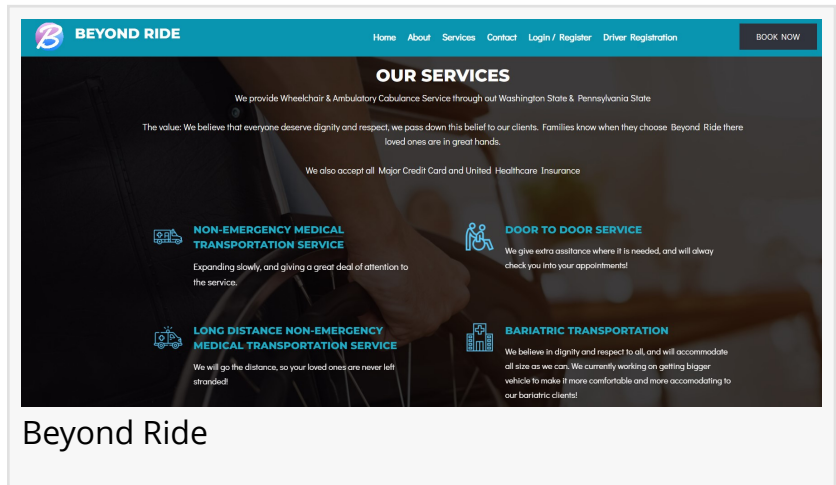 BEYOND RIDE
Home About Services Contact Login / Register Driver Registration BOOK NOW
OUR SERVICES
We provide Wheelchair & Ambulatory Cabulance Service through out Washington State & Pennsylvania State
The value: We believe that everyone deserve dignity and respect, we pass down this belief to our clients. Families know when they choose Beyond Ride there
loved ones are in great hands.
We also accept all Major Credit Card and United Healthcare Insurance
NON-EMERGENCY MEDICAL
TRANSPORTATION SERVICE
Expanding slowly, and giving a great deal of attention to
the service.
DOOR TO DOOR SERVICE
We give extra assitance where it is needed, and will alway
check you into your appointments!
LONG DISTANCE NON-EMERGENCY
MEDICAL TRANSPORTATION SERVICE
We will go the distance, so your loved ones are never left
stranded!
BARIATRIC TRANSPORTATION
We believe in dignity and respect to all, and will accommodate
all size as we can. We currently working on getting bigger
vehicle to make it more comfortable and more accomodating to
our bariatric clients!
Beyond Ride